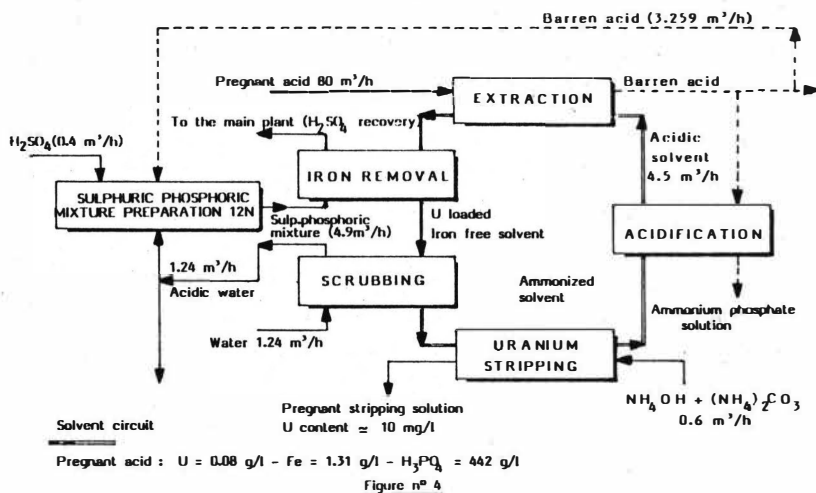 Barren acid (3.259 m³/h)
Pregnant acid 80 m³/h
Barren acid
EXTRACTION
To the main plant (H₂SO₄ recovery)
H₂SO₄(0.4 m³/h)
Acidic
solvent
4.5 m³/h
IRON REMOVAL
SULPHURIC PHOSPHORIC
MIXTURE PREPARATION 12N
Sulp.phosphoric
mixture (4.9m³/h)
U loaded
Iron free solvent
ACIDIFICATION
1.24 m³/h
Acidic water
SCRUBBING
Ammonized
solvent
Ammonium phosphate
solution
Water 1.24 m³/h
URANIUM
STRIPPING
Pregnant stripping solution
U content ≃ 10 mg/l
NH₄OH + (NH₄)₂CO₃
0.6 m³/h
Solvent circuit
Pregnant acid : U = 0.08 g/l - Fe = 1.31 g/l - H₃PO₄ = 442 g/l
Figure n° 4